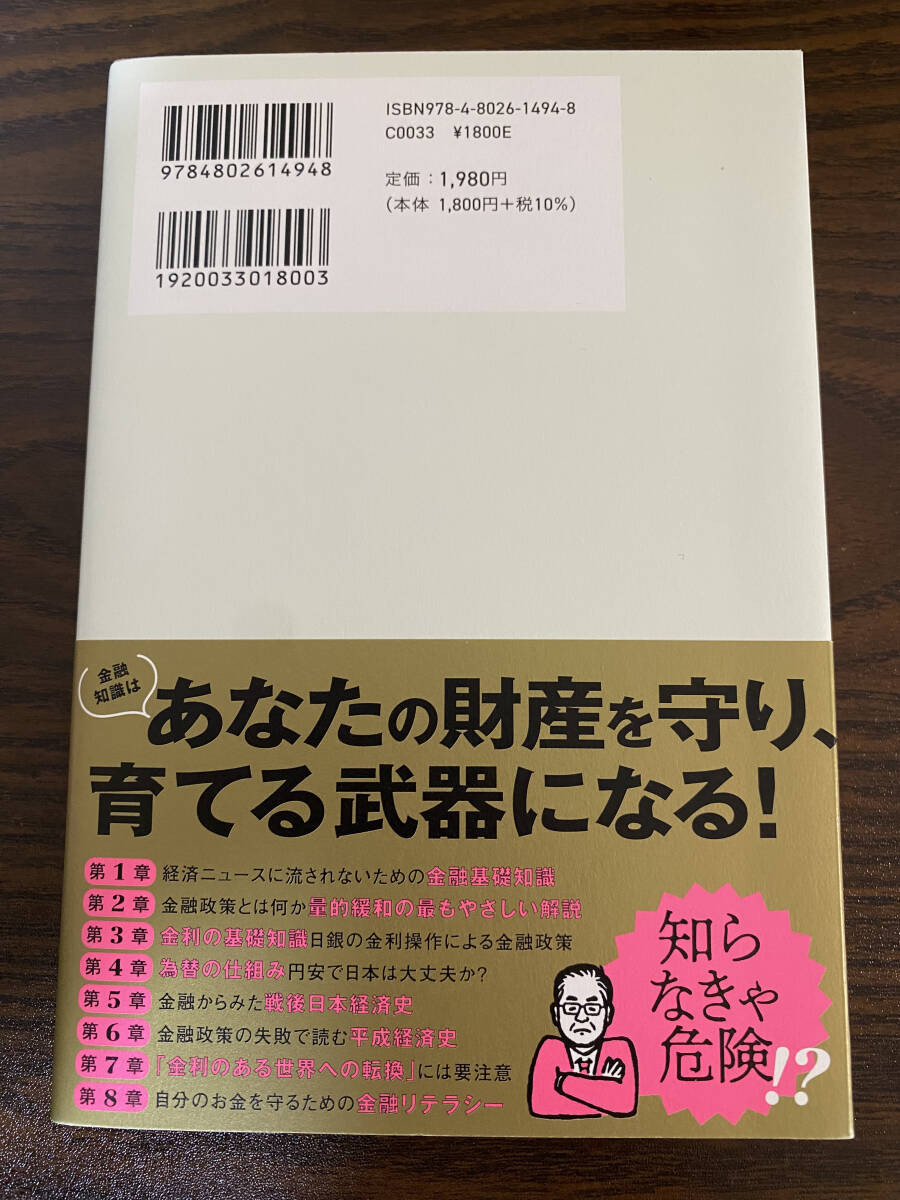 ISBN978-4-8026-1494-8
C0033 ¥1800E
9784802614948
定価：1,980円
（本体 1,800円＋税10%）
1920033018003
金融
知識は
あなたの財産を守り、
育てる武器になる！
第1章 経済ニュースに流されないための金融基礎知識
第2章 金融政策とは何か量的緩和の最もやさしい解説
第3章 金利の基礎知識日銀の金利操作による金融政策
第4章 為替の仕組み円安で日本は大丈夫か？
第5章 金融からみた戦後日本経済史
第6章 金融政策の失敗で読む平成経済史
第7章 「金利のある世界への転換」には要注意
第8章 自分のお金を守るための金融リテラシー
知ら
なきゃ
危険!?